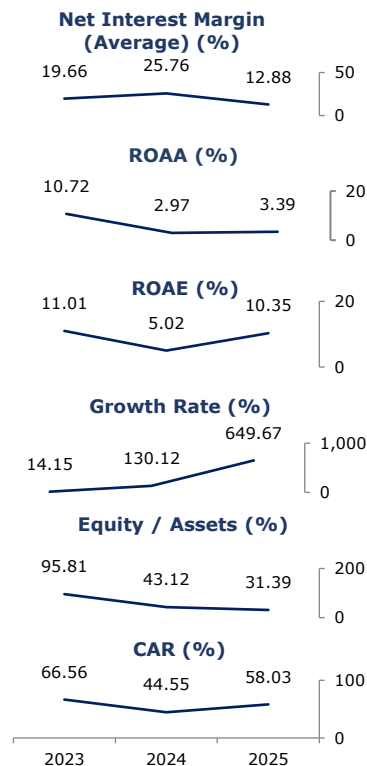 Net Interest Margin
(Average) (%)
19.66 25.76 12.88 50
0
ROAA (%)
10.72 2.97 3.39 20
0
ROAE (%)
11.01 5.02 10.35 20
0
Growth Rate (%)
14.15 130.12 649.67 1,000
0
Equity / Assets (%)
95.81 43.12 31.39 200
0
CAR (%)
66.56 44.55 58.03 100
0
2023 2024 2025